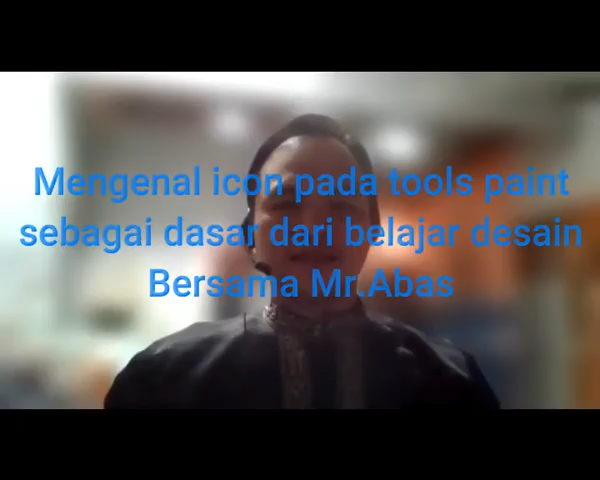 Mengenal icon pada tools paint
sebagai dasar dari belajar desain
Bersama Mr.Abas